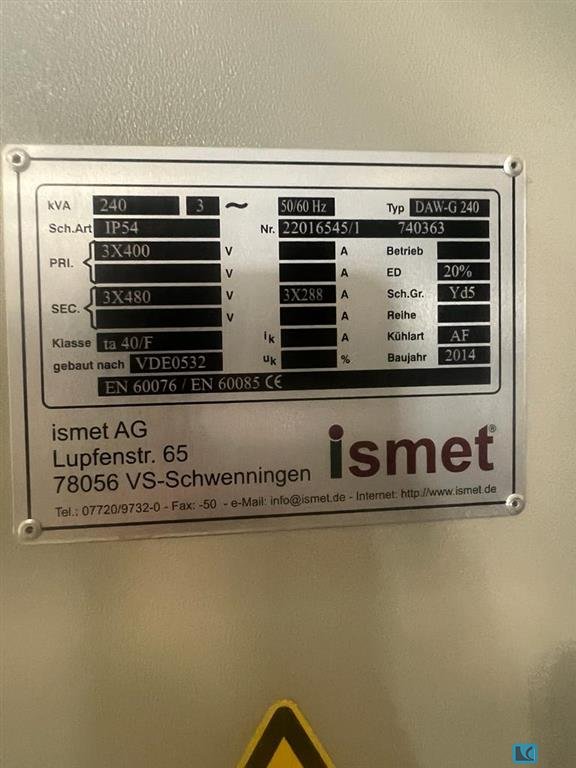 kVA 240 3 ~ 50/60 Hz Typ DAW-G 240
Sch.Art IP54 Nr. 22016545/1 740363
PRI. 3X400 V A Betrieb
V A ED 20%
SEC. 3X480 V 3X288 A Sch.Gr. Yd5
V A Reihe
Klasse ta 40/F ik A Kühlart AF
gebaut nach VDE0532 uk % Baujahr 2014
EN 60076 / EN 60085 CE
ismet AG
Lupfenstr. 65
78056 VS-Schwenningen
ismet®
Tel.: 07720/9732-0 - Fax: -50 - e-Mail: info@ismet.de - Internet: http://www.ismet.de